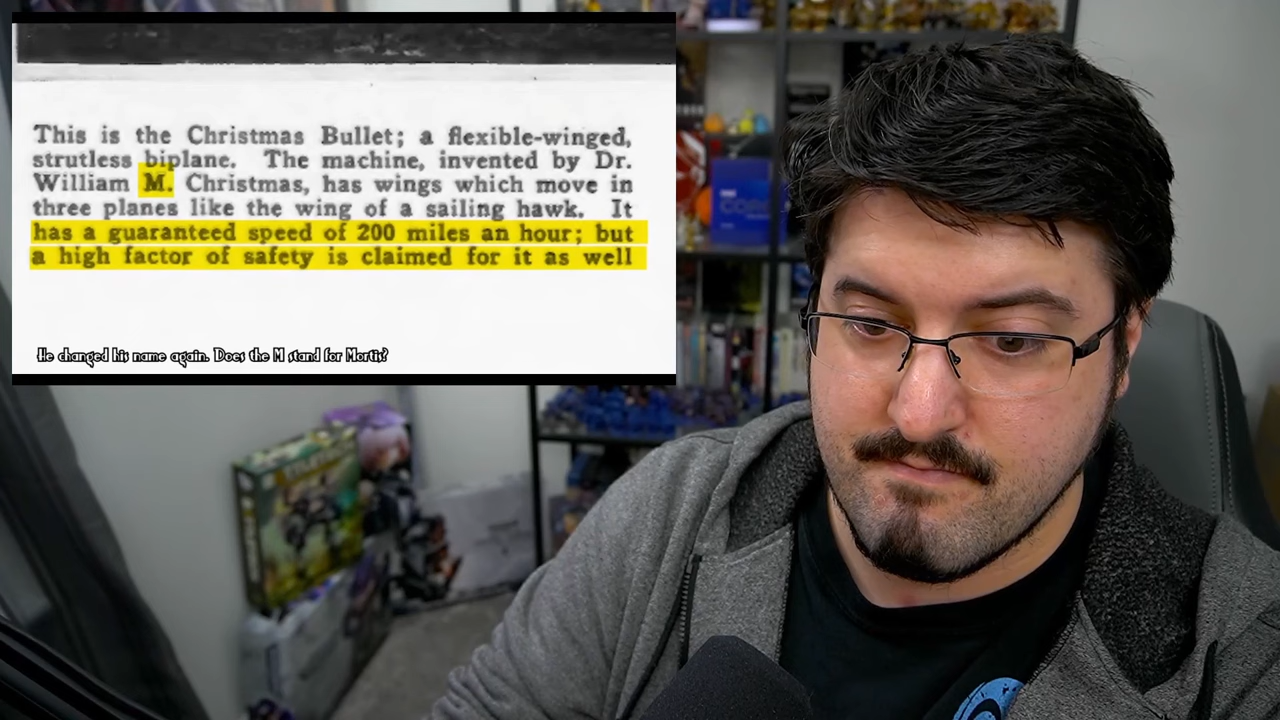 This is the Christmas Bullet; a flexible-winged,
strutless biplane. The machine, invented by Dr.
William M. Christmas, has wings which move in
three planes like the wing of a sailing hawk. It
has a guaranteed speed of 200 miles an hour; but
a high factor of safety is claimed for it as well
He changed his name again. Does the M stand for Mortis?